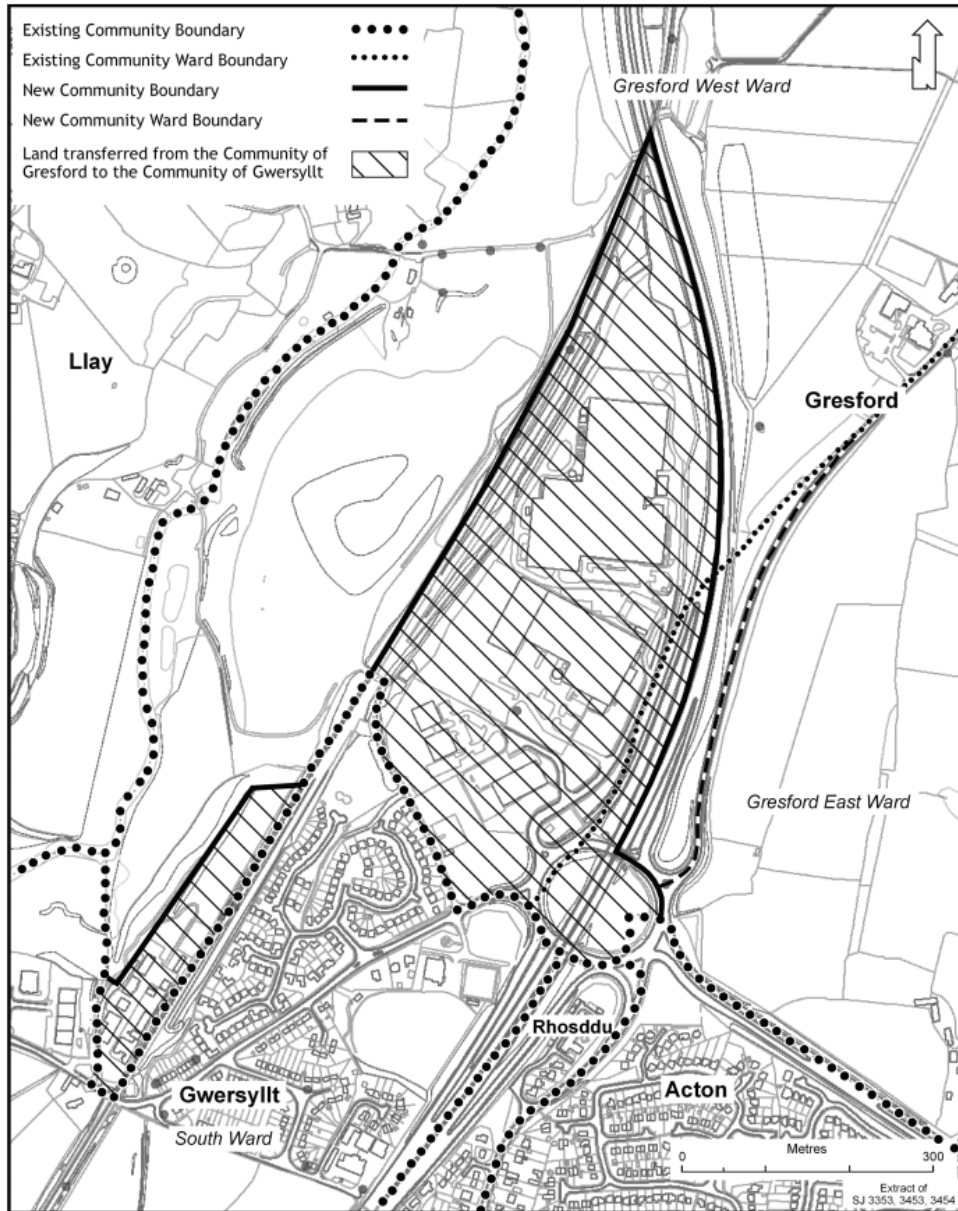 Existing Community Boundary
Existing Community Ward Boundary
New Community Boundary
New Community Ward Boundary
Land transferred from the Community of
Gresford to the Community of Gwersyllt
N
Gresford West Ward
Llay
Gresford
Gresford East Ward
Rhosddu
Gwersyllt
Acton
South Ward
Metres
0 300
Extract of
SJ 3353, 3453, 3454